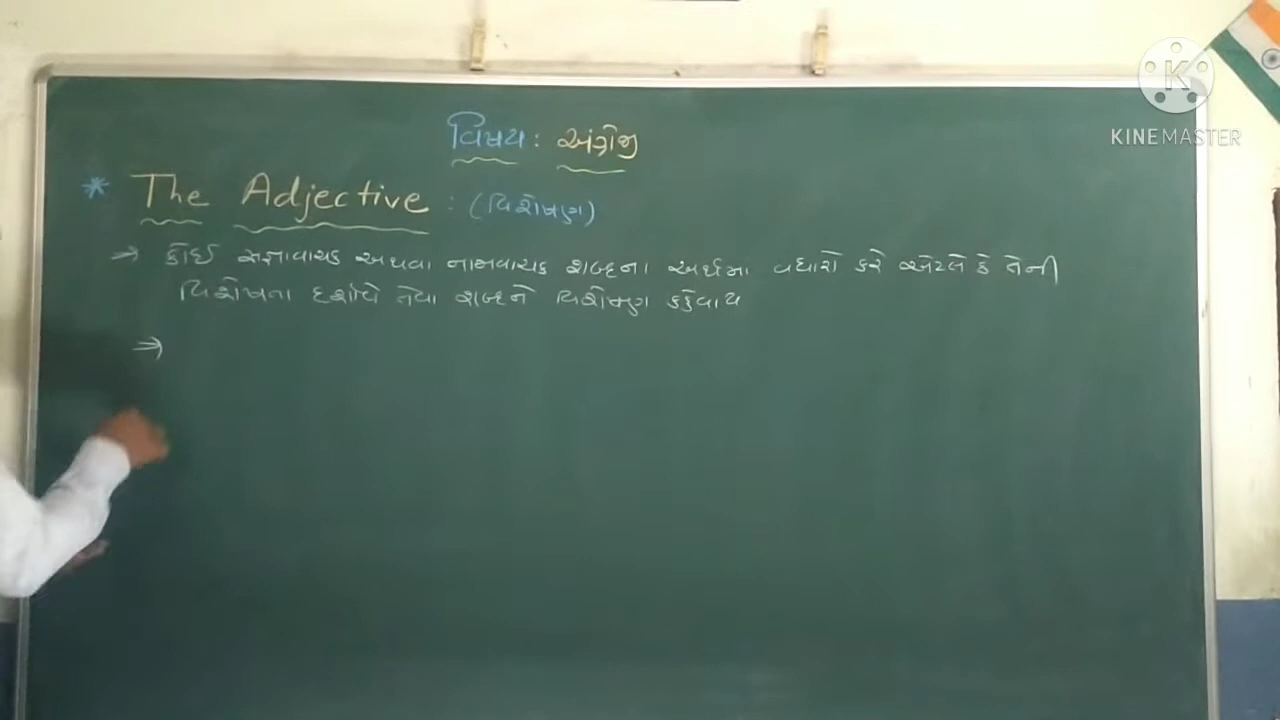 વિષય : અંગ્રેજી
* The Adjective : (વિશેષણ)
→ કોઈ સંજ્ઞાવાચક અથવા નામવાચક શબ્દના અર્થમાં વધારો કરે એટલે કે તેની
વિશેષતા દર્શાવે તેવા શબ્દને વિશેષણ કહેવાય
→
KINEMASTER